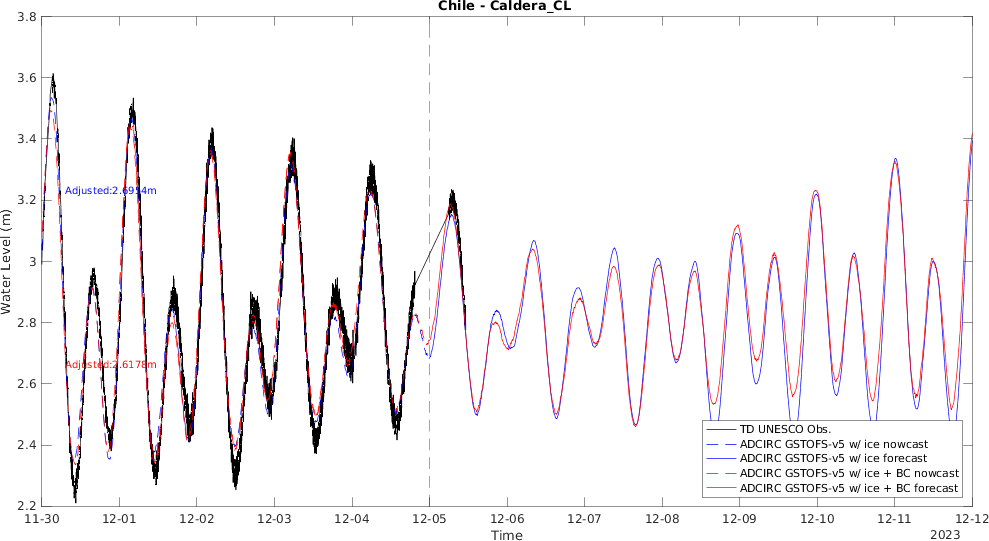 Chile - Caldera_CL
3.8
3.6
3.4
3.2
3
2.8
2.6
2.4
2.2
Water Level (m)
Adjusted:2.6954m
Adjusted:2.6178m
TD UNESCO Obs.
ADCIRC GSTOFS-v5 w/ ice nowcast
ADCIRC GSTOFS-v5 w/ ice forecast
ADCIRC GSTOFS-v5 w/ ice + BC nowcast
ADCIRC GSTOFS-v5 w/ ice + BC forecast
11-30 12-01 12-02 12-03 12-04 12-05 12-06 12-07 12-08 12-09 12-10 12-11 12-12
Time
2023